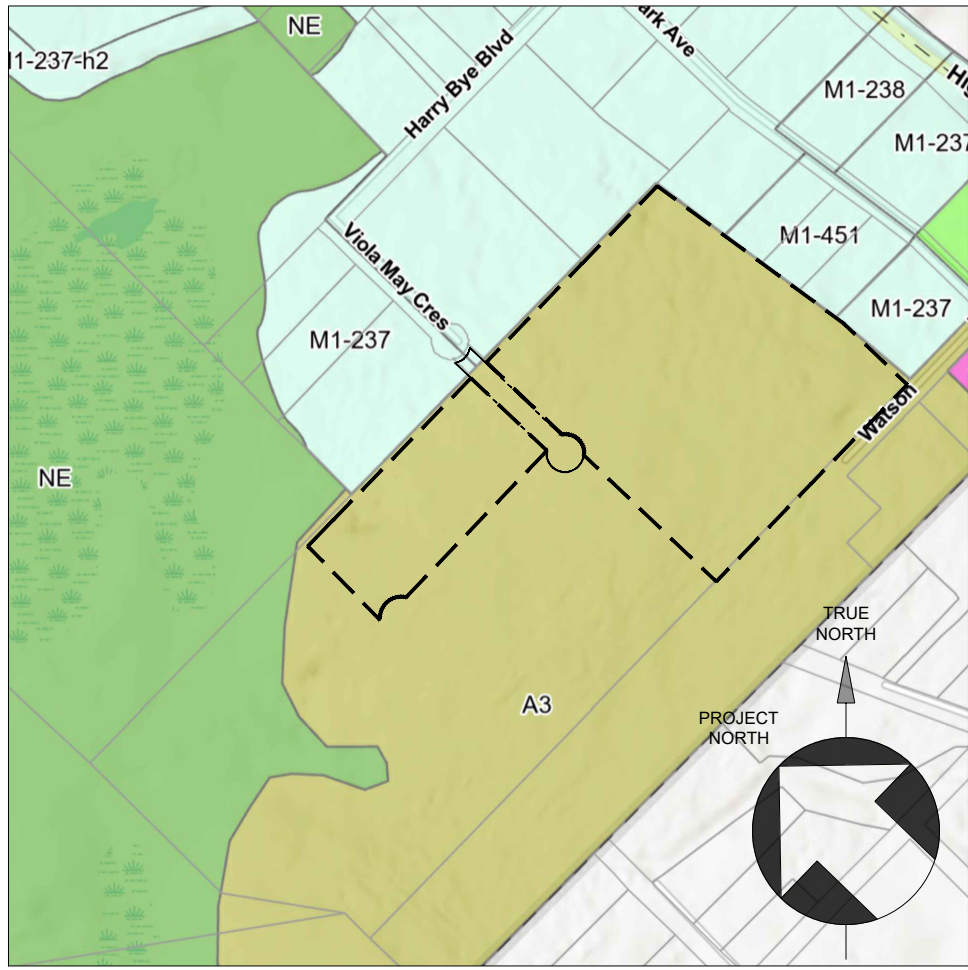 NE
M1-237-h2
Harry Bye Blvd
ark Ave
Hig
M1-238
M1-237
M1-451
Viola May Cres
M1-237
M1-237
Watson
NE
A3
TRUE
NORTH
PROJECT
NORTH